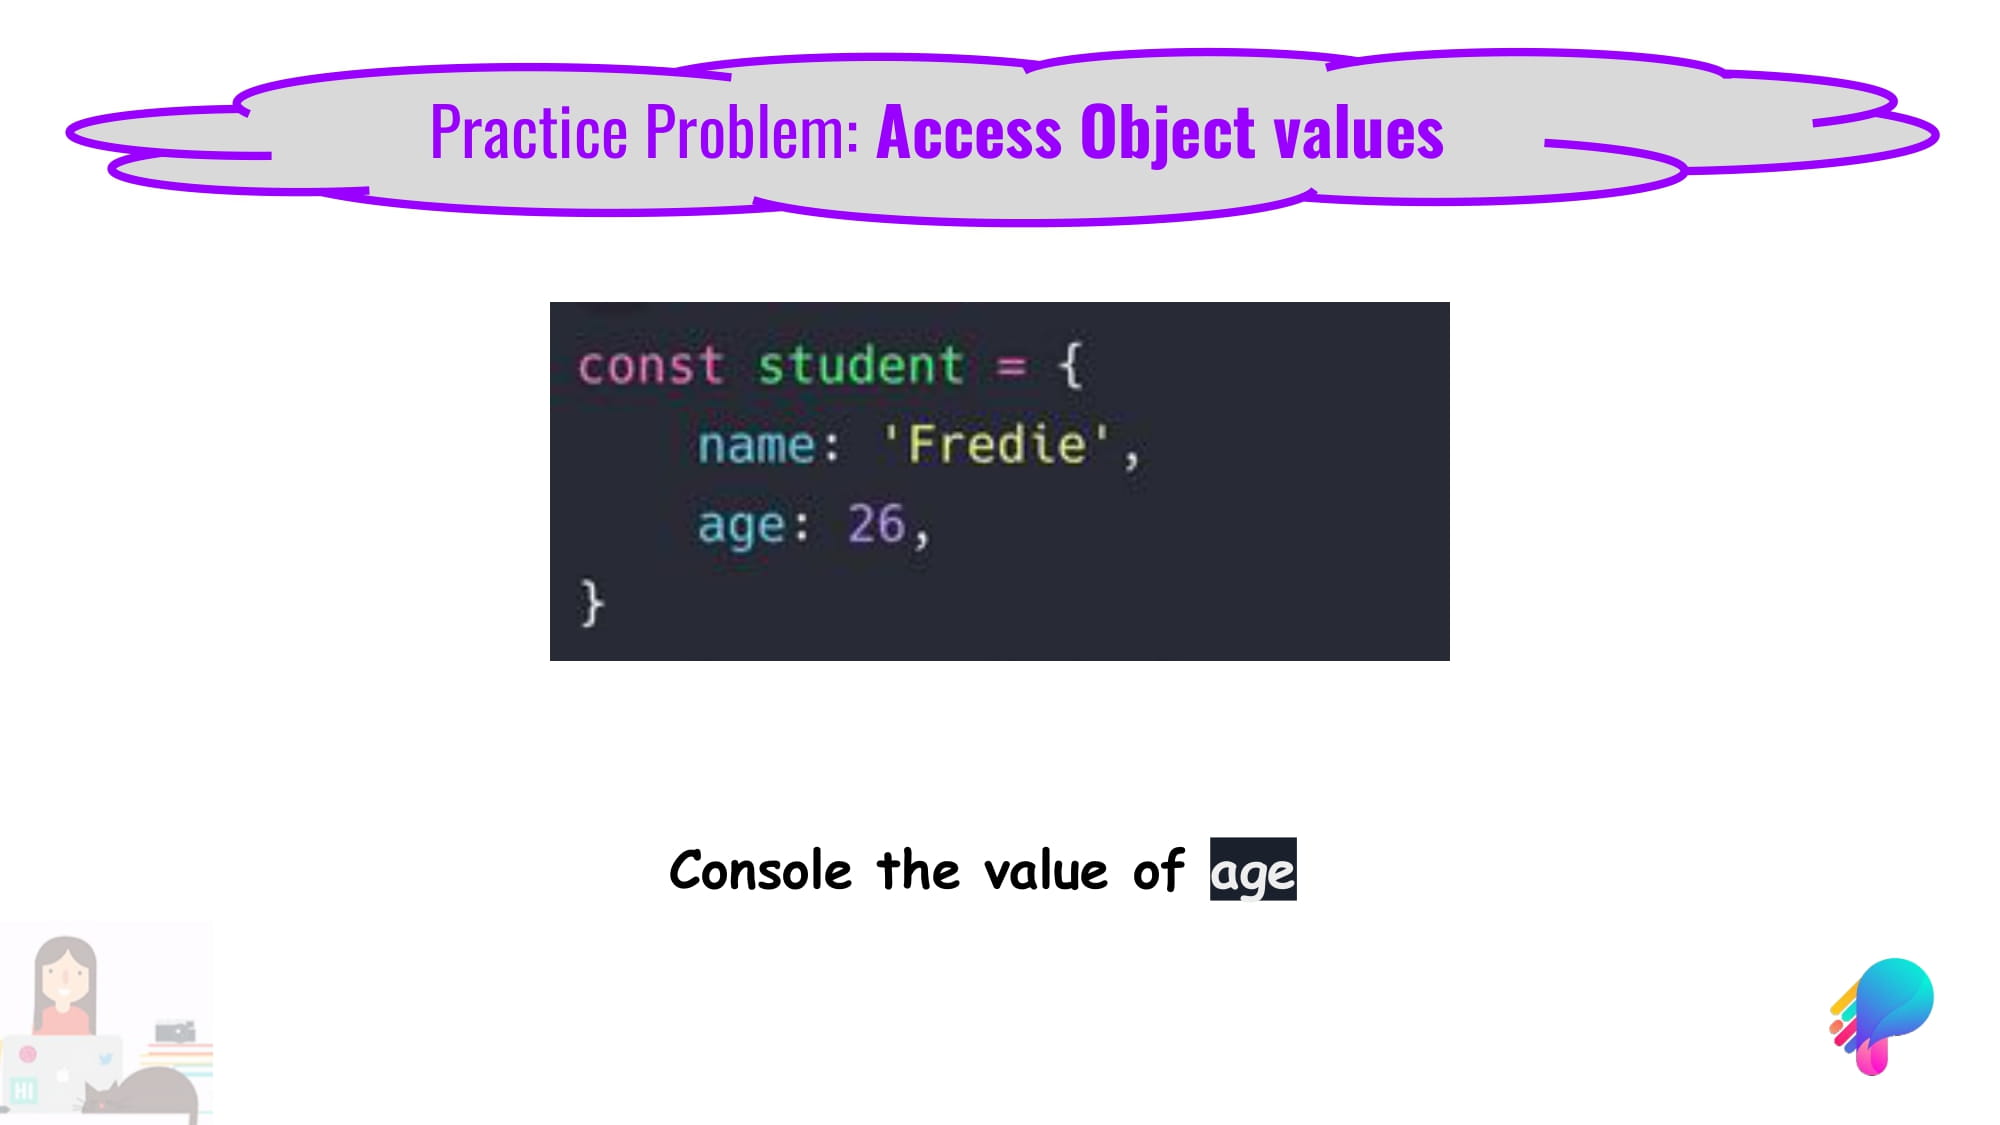 Practice Problem: Access Object values
const student = {
    name: 'Fredie',
    age: 26,
}
Console the value of age
HI